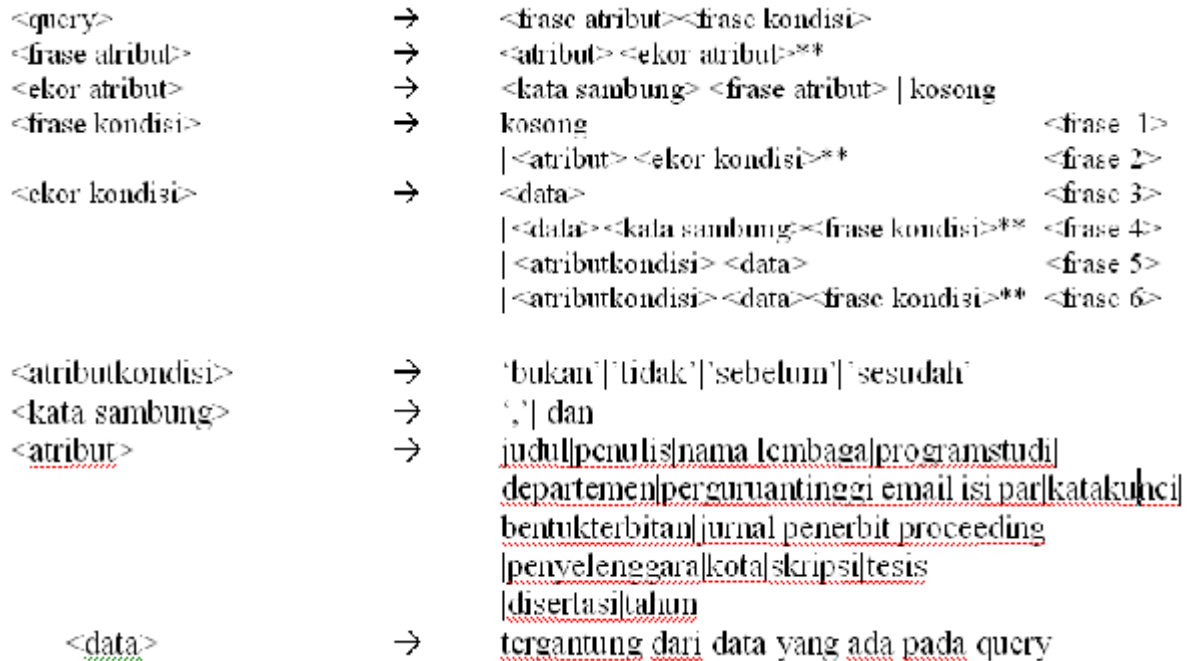 <query> → <frase atribut><frase kondisi>
<frase atribut> → <atribut> <ekor atribut>**
<ekor atribut> → <kata sambung> <frase atribut> | kosong
<frase kondisi> → kosong <frase 1>
|<atribut> <ekor kondisi>** <frase 2>
<ekor kondisi> → <data> <frase 3>
|<data><kata sambung><frase kondisi>** <frase 4>
|<atributkondisi> <data> <frase 5>
|<atributkondisi> <data><frase kondisi>** <frase 6>
<atributkondisi> → 'bukan'|'tidak'|'sebelum'|'sesudah'
<kata sambung> → ','| dan
<atribut> → judul|penulis|nama lembaga|programstudi|
departemen|perguruantinggi|email|isi|par|katakunci|
bentukterbitan|jurnal|penerbit|proceeding
|penyelenggara|kota|skripsi|tesis
|disertasi|tahun
<data> → tergantung dari data yang ada pada query